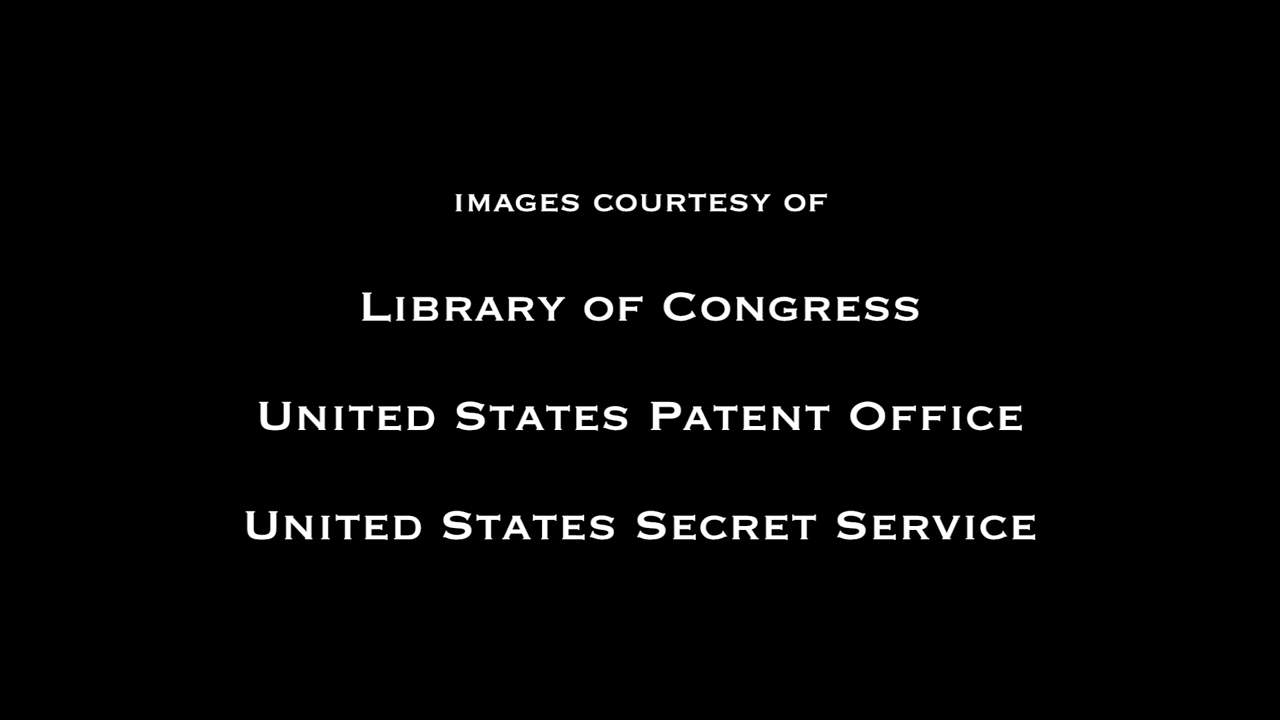 IMAGES COURTESY OF
LIBRARY OF CONGRESS
UNITED STATES PATENT OFFICE
UNITED STATES SECRET SERVICE